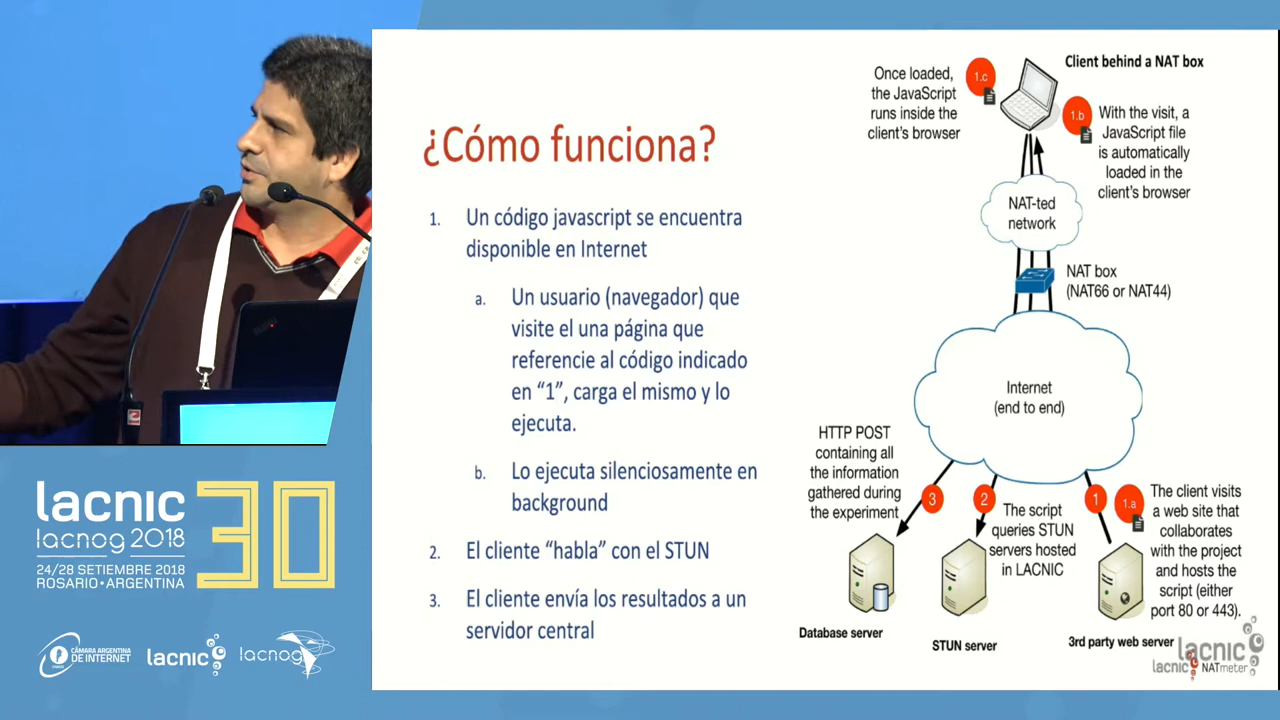 ¿Cómo funciona?
1. Un código javascript se encuentra
disponible en Internet
a. Un usuario (navegador) que
visite el una página que
referencie al código indicado
en “1”, carga el mismo y lo
ejecuta.
b. Lo ejecuta silenciosamente en
background
2. El cliente “habla” con el STUN
3. El cliente envía los resultados a un
servidor central
Client behind a NAT box
1.c
Once loaded,
the JavaScript
runs inside the
client's browser
1.b
With the visit, a
JavaScript file
is automatically
loaded in the
client's browser
NAT-ted
network
NAT box
(NAT66 or NAT44)
Internet
(end to end)
HTTP POST
containing all
the information
gathered during
the experiment
3
2
The script
queries STUN
servers hosted
in LACNIC
1
1.a
The client visits
a web site that
collaborates
with the project
and hosts the
script (either
port 80 or 443).
Database server
STUN server
3rd party web server
lacnic
lacnic NATmeter
lacnic 30
lacnog 2018
24/28 SETIEMBRE 2018
ROSARIO • ARGENTINA
CÁMARA ARGENTINA
DE INTERNET
lacnic
lacnog